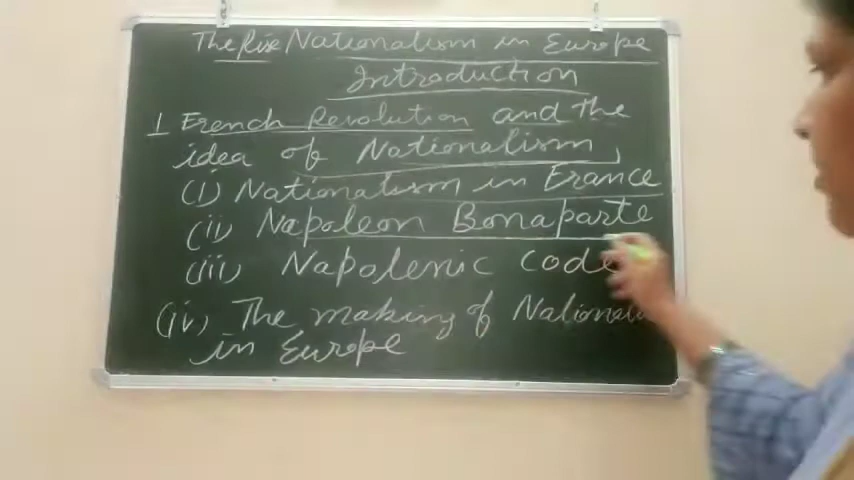 The Rise Nationalism in Europe
Introduction
1 French Revolution and the
idea of Nationalism,
(i) Nationalism in France
(ii) Napoleon Bonaparte
(iii) Napolenic code
(iv) The making of
in Europe